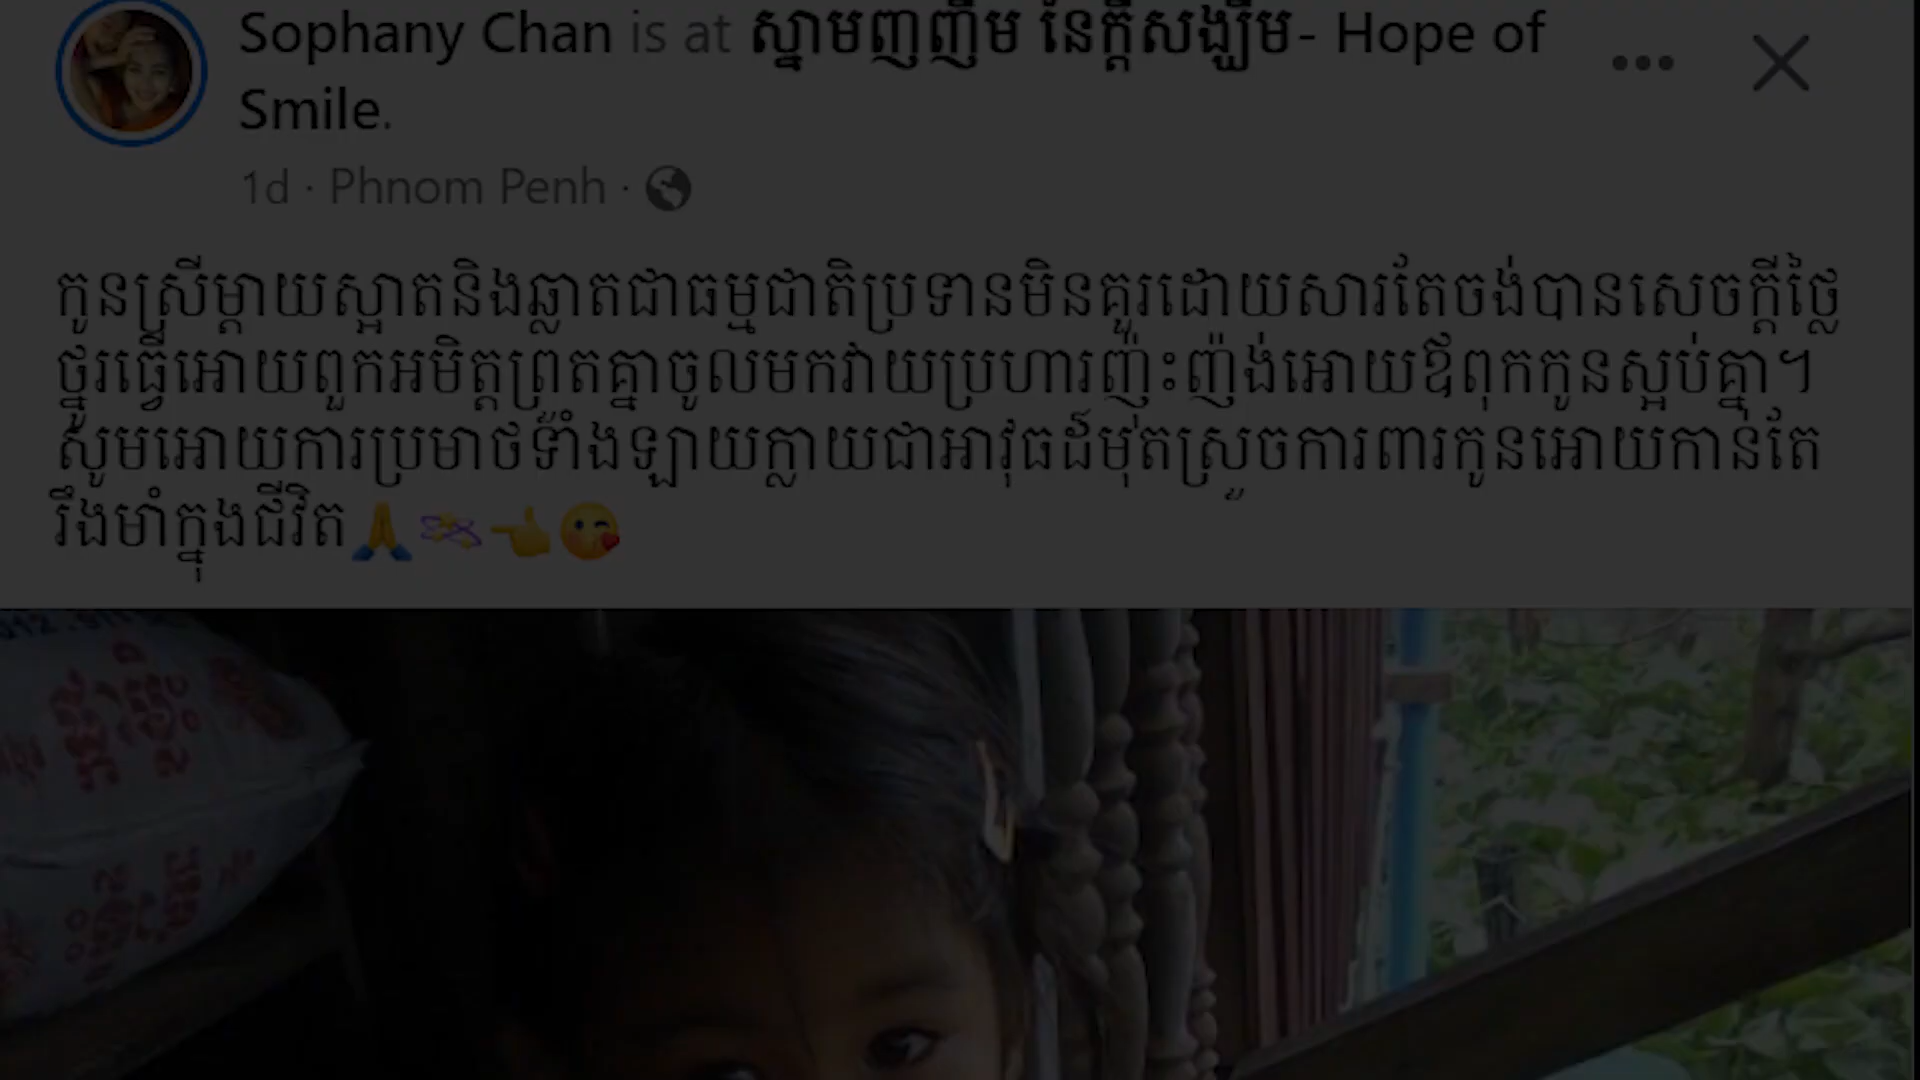 Sophany Chan is at ស្នាមញញឹម នៃក្ដីសង្ឃឹម- Hope of
Smile.
1d · Phnom Penh ·
កូនស្រីម្ដាយស្អាតនិងឆ្លាតជាធម្មជាតិប្រទានមិនគួរដោយសារតែចង់បានសេចក្ដីថ្លៃ
ថ្នូរធ្វើអោយពួកអមិត្តព្រួតគ្នាចូលមកវាយប្រហារញុះញ៉ង់អោយឪពុកកូនស្អប់គ្នា។
សូមអោយការប្រមាថទាំងឡាយក្លាយជាអាវុធដ៏មុតស្រួចការពារកូនអោយកាន់តែ
រឹងមាំក្នុងជីវិត🙏💫👈😘